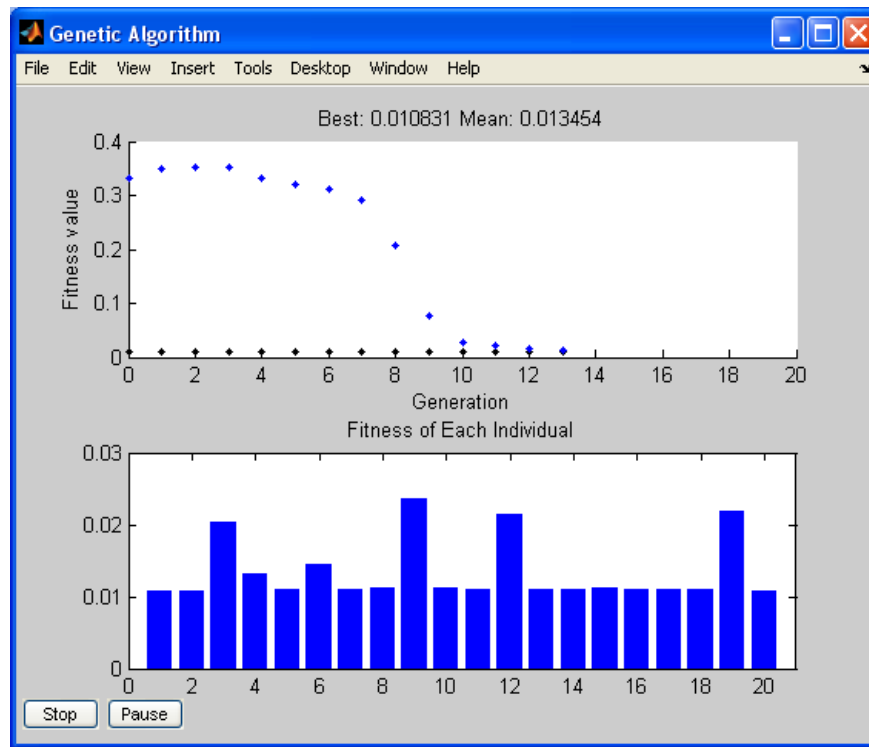 Genetic Algorithm
File Edit View Insert Tools Desktop Window Help
Best: 0.010831 Mean: 0.013454
0.4
0.3
0.2
0.1
0
Fitness value
0 2 4 6 8 10 12 14 16 18 20
Generation
Fitness of Each Individual
0.03
0.02
0.01
0
0 2 4 6 8 10 12 14 16 18 20
Stop Pause